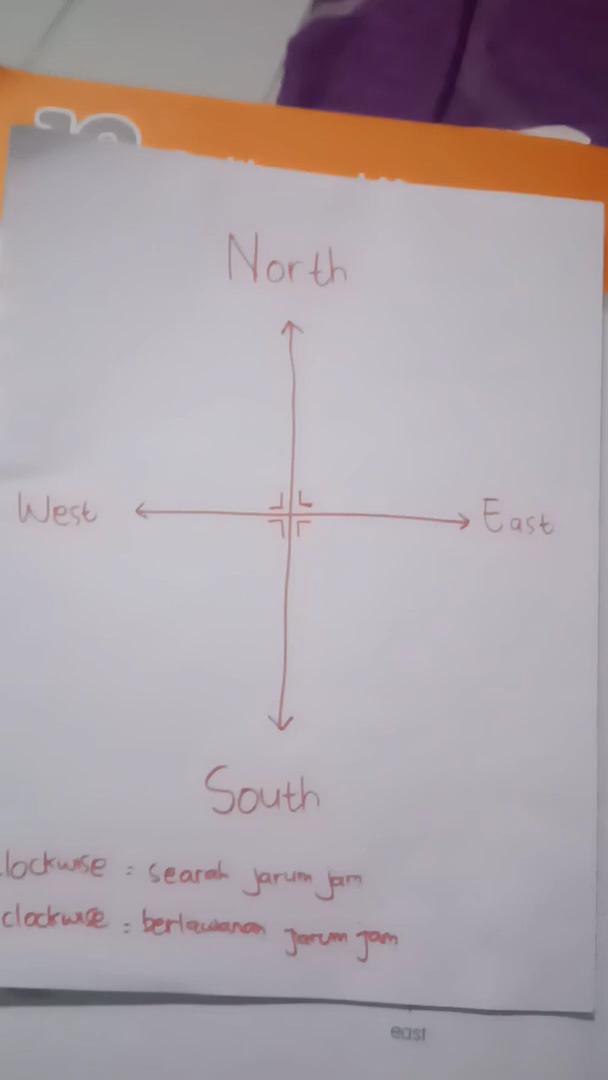 North
West
East
South
lockwise : searah jarum jam
clockwise : berlawanan jarum jam
east